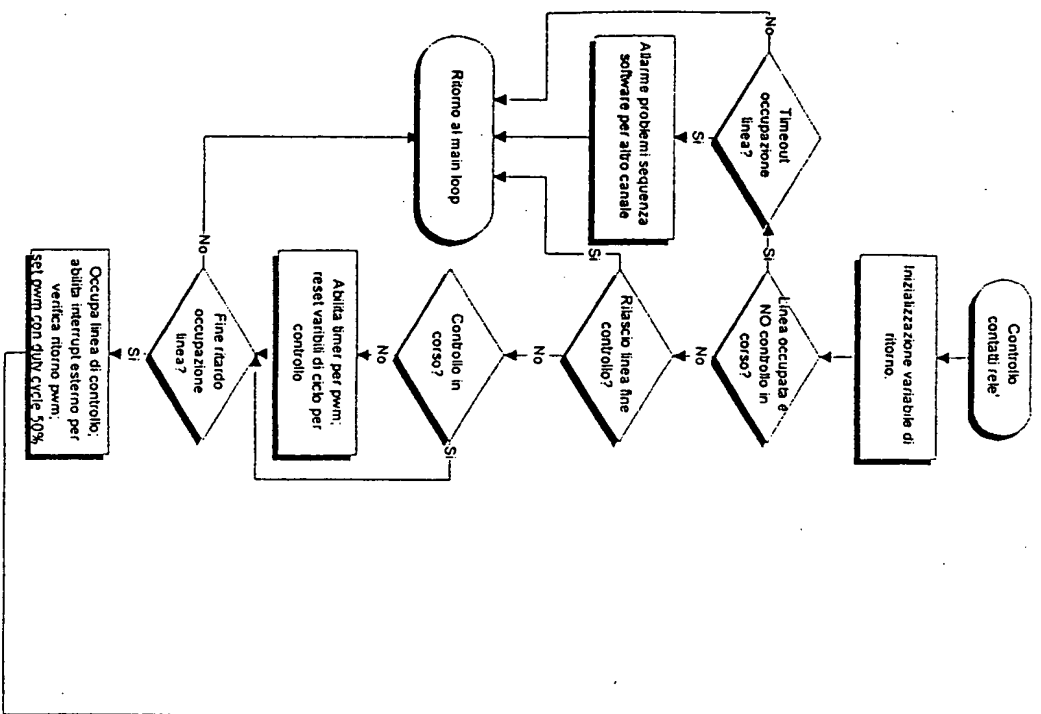 Controllo
contatti rele'
Inizializzazione variabile di
ritorno.
Linea occupata e
NO controllo in
corso?
Si
No
Timeout
occupazione
linea?
No
Si
Allarme problemi sequenza
software per altro canale
Ritorno al main loop
Rilascio linea fine
controllo?
Si
No
Controllo in
corso?
Si
No
Abilita timer per pwm;
reset varibili di ciclo per
controllo
Fine ritardo
occupazione
linea?
No
Si
Occupa linea di controllo;
abilita interrupt esterno per
verifica ritorno pwm;
set pwm con duty cycle 50%